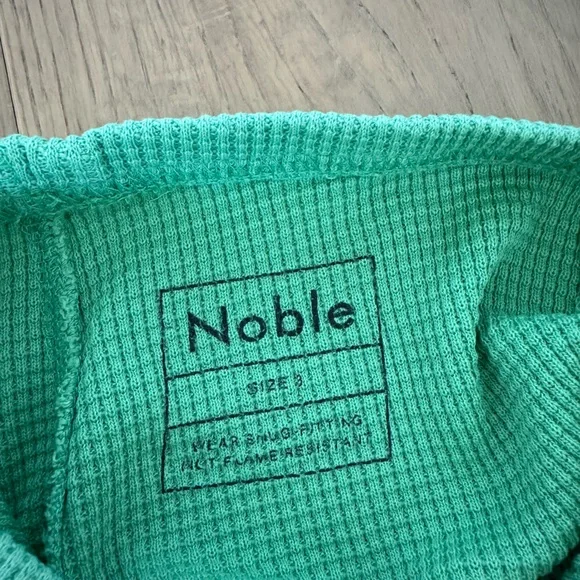 Noble
SIZE 3
WEAR SNUG-FITTING
NOT FLAME RESISTANT